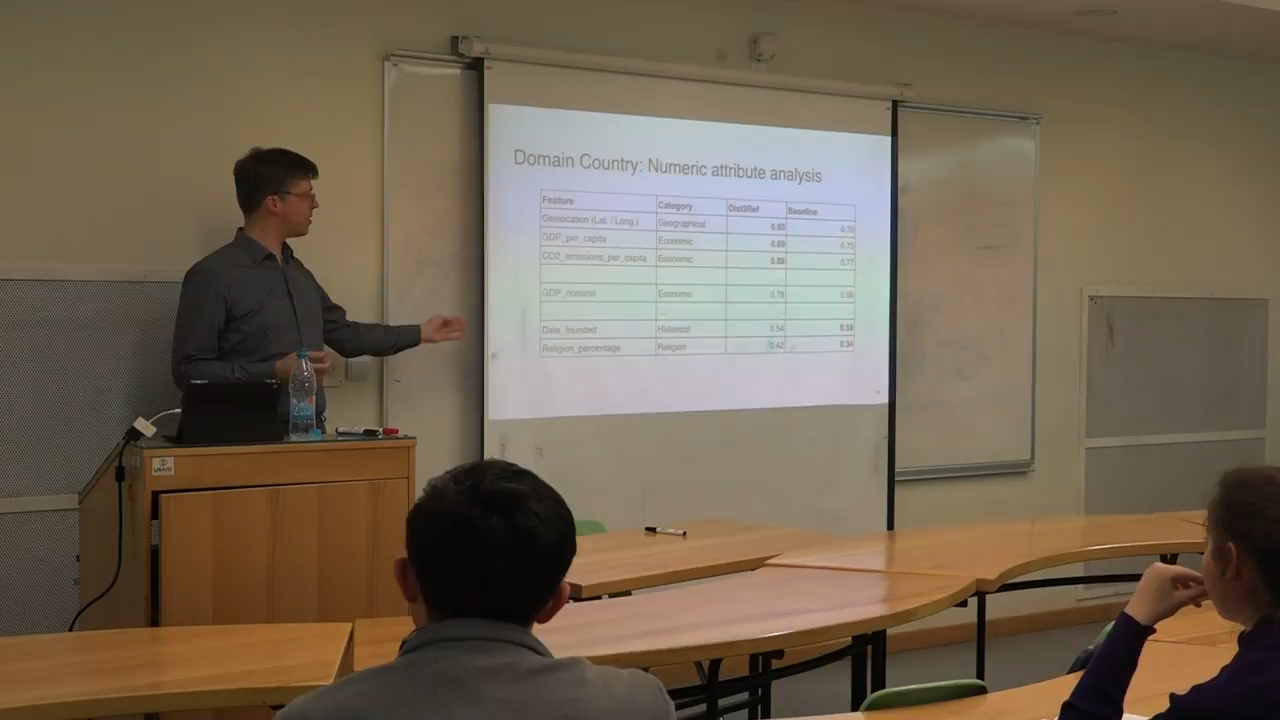 Domain Country: Numeric attribute analysis
Feature Category Dist2Ref Baseline
Geolocation (Lat. / Long.) Geographical 0.93 0.70
GDP_per_capita Economic 0.89 0.73
CO2_emissions_per_capita Economic 0.88 0.77
GDP_nominal Economic 0.78
Date_founded Historical 0.54 0.59
Religion_percentage Religion 0.42 0.34
USAID